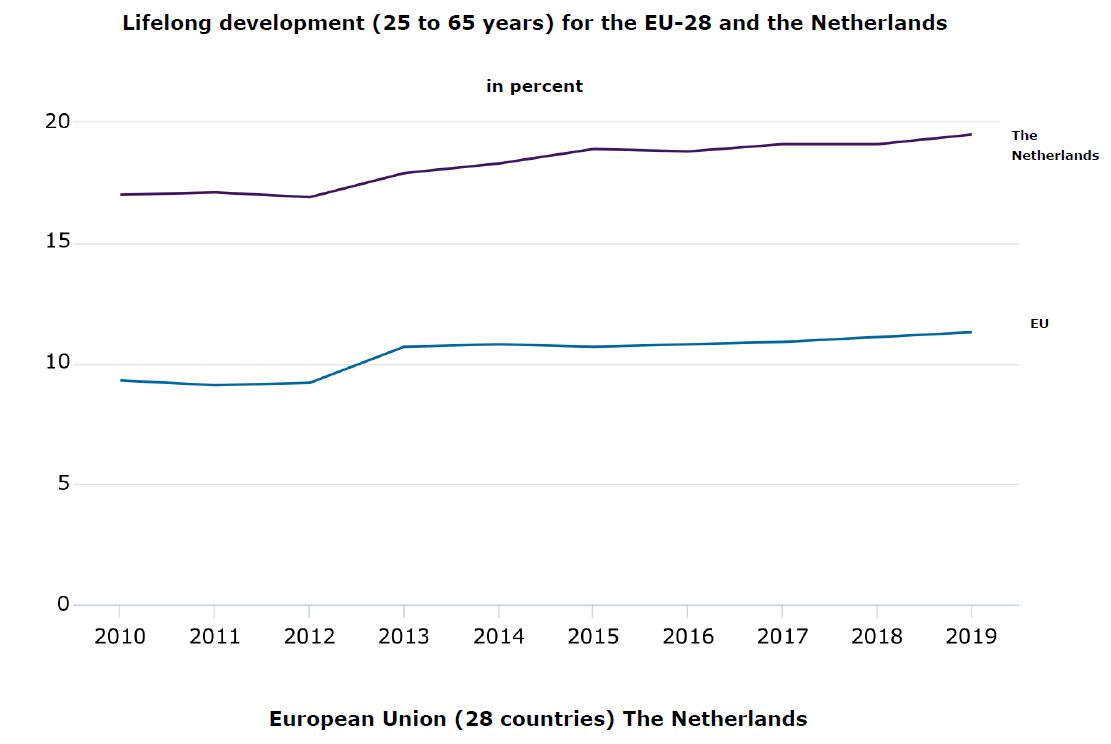 Lifelong development (25 to 65 years) for the EU-28 and the Netherlands
in percent
20
The
Netherlands
15
EU
10
5
0
2010 2011 2012 2013 2014 2015 2016 2017 2018 2019
European Union (28 countries) The Netherlands